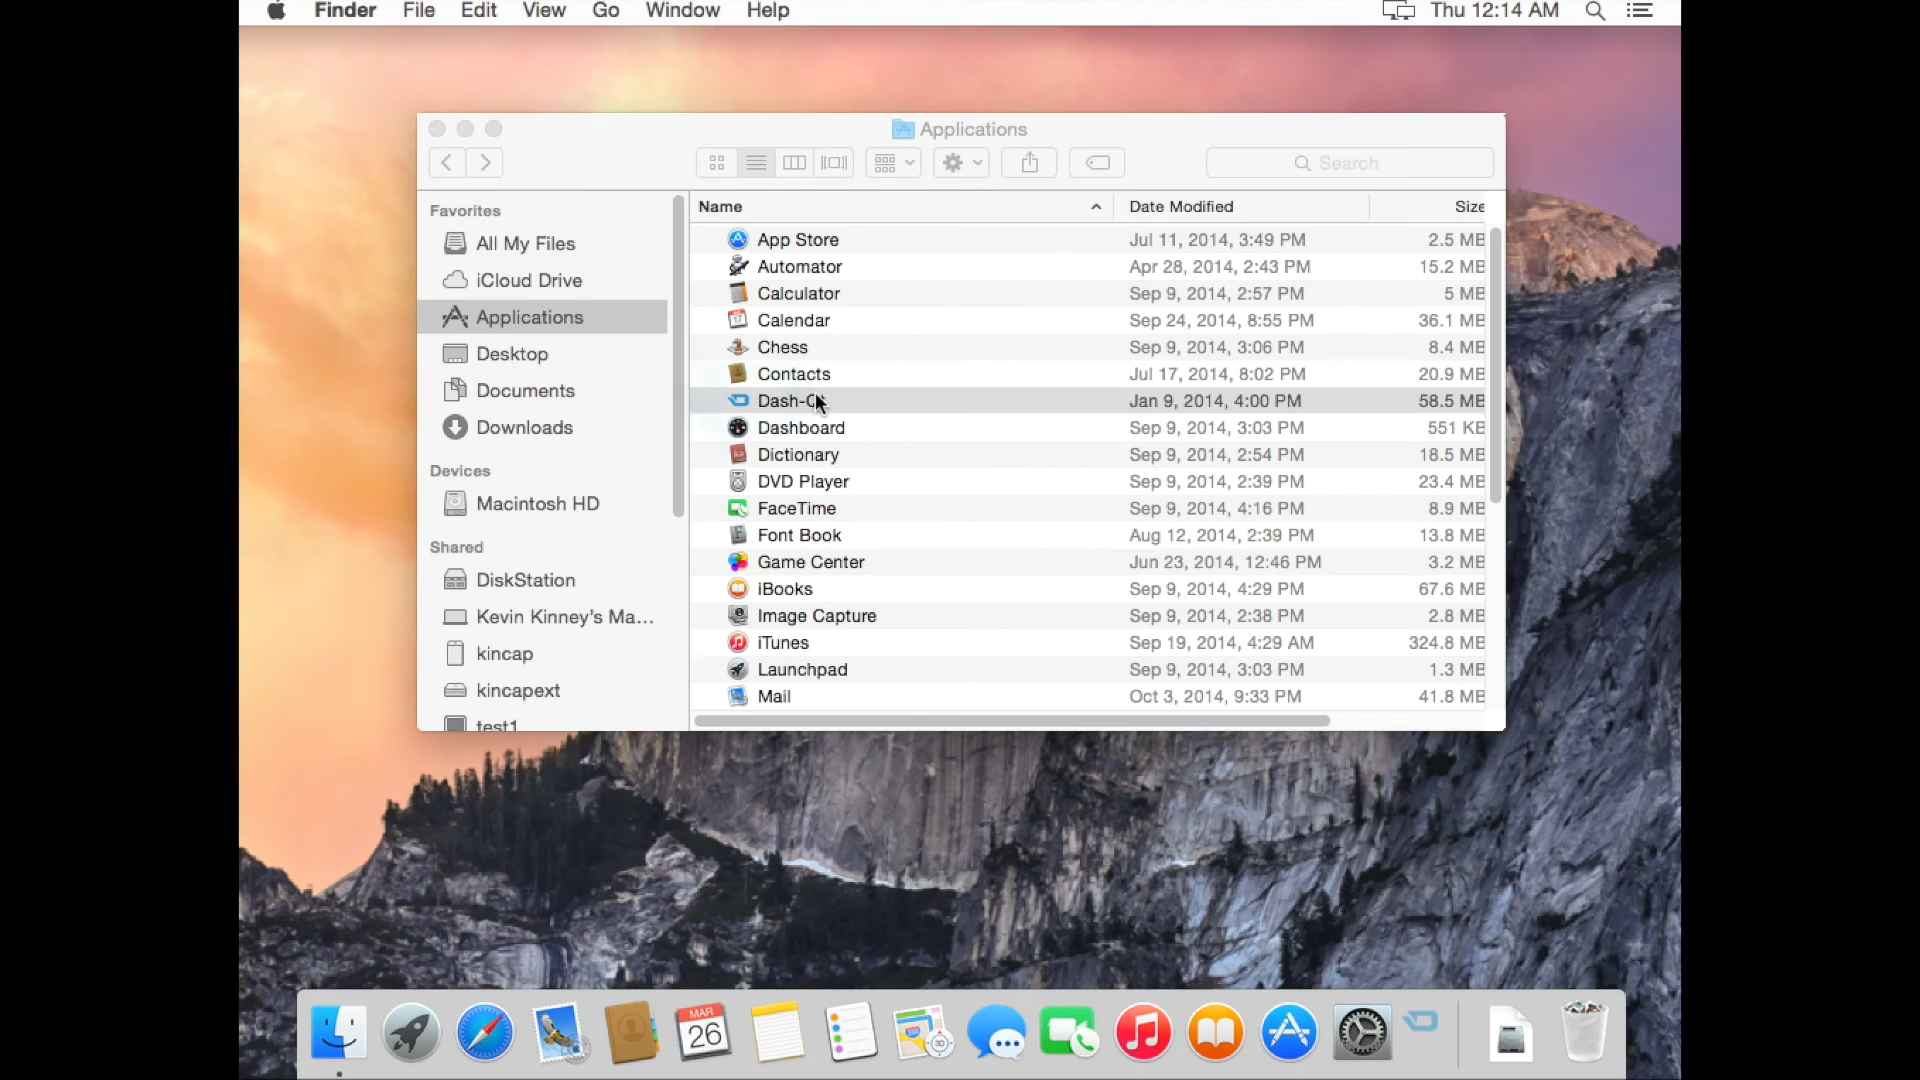 Finder File Edit View Go Window Help Thu 12:14 AM
Applications
Search
Favorites
All My Files
iCloud Drive
Applications
Desktop
Documents
Downloads
Devices
Macintosh HD
Shared
DiskStation
Kevin Kinney's Ma...
kincap
kincapext
test1
Name Date Modified Size
App Store Jul 11, 2014, 3:49 PM 2.5 MB
Automator Apr 28, 2014, 2:43 PM 15.2 MB
Calculator Sep 9, 2014, 2:57 PM 5 MB
Calendar Sep 24, 2014, 8:55 PM 36.1 MB
Chess Sep 9, 2014, 3:06 PM 8.4 MB
Contacts Jul 17, 2014, 8:02 PM 20.9 MB
Jan 9, 2014, 4:00 PM 58.5 MB
Dashboard Sep 9, 2014, 3:03 PM 551 KB
Dictionary Sep 9, 2014, 2:54 PM 18.5 MB
DVD Player Sep 9, 2014, 2:39 PM 23.4 MB
FaceTime Sep 9, 2014, 4:16 PM 8.9 MB
Font Book Aug 12, 2014, 2:39 PM 13.8 MB
Game Center Jun 23, 2014, 12:46 PM 3.2 MB
iBooks Sep 9, 2014, 4:29 PM 67.6 MB
Image Capture Sep 9, 2014, 2:38 PM 2.8 MB
iTunes Sep 19, 2014, 4:29 AM 324.8 MB
Launchpad Sep 9, 2014, 3:03 PM 1.3 MB
Mail Oct 3, 2014, 9:33 PM 41.8 MB
MAR
26